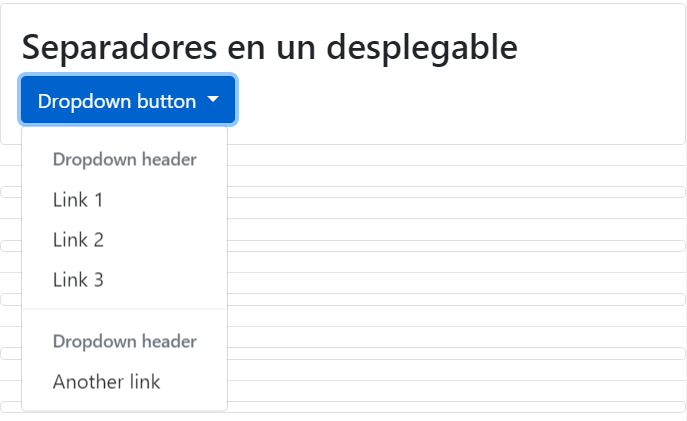 Separadores en un desplegable
Dropdown button
Dropdown header
Link 1
Link 2
Link 3
Dropdown header
Another link